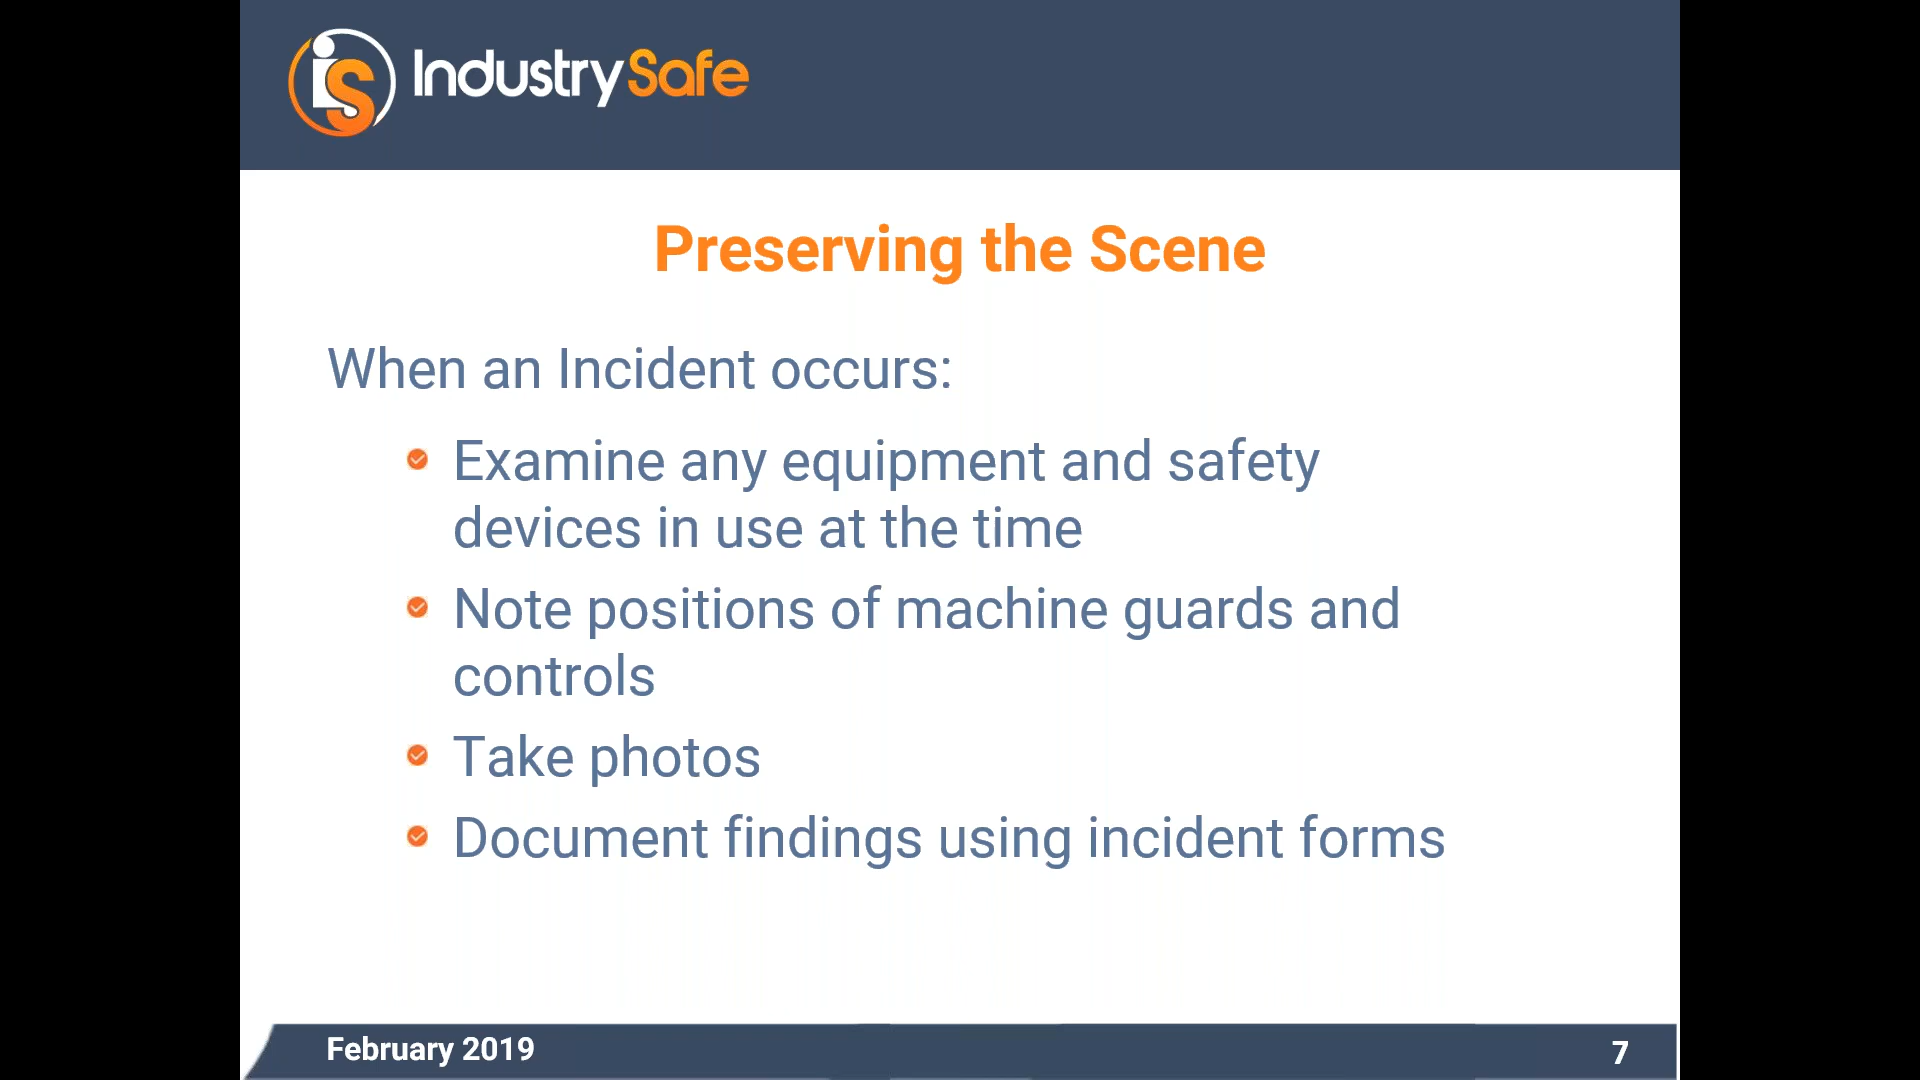 iS IndustrySafe
Preserving the Scene
When an Incident occurs:
Examine any equipment and safety
devices in use at the time
Note positions of machine guards and
controls
Take photos
Document findings using incident forms
February 2019
7